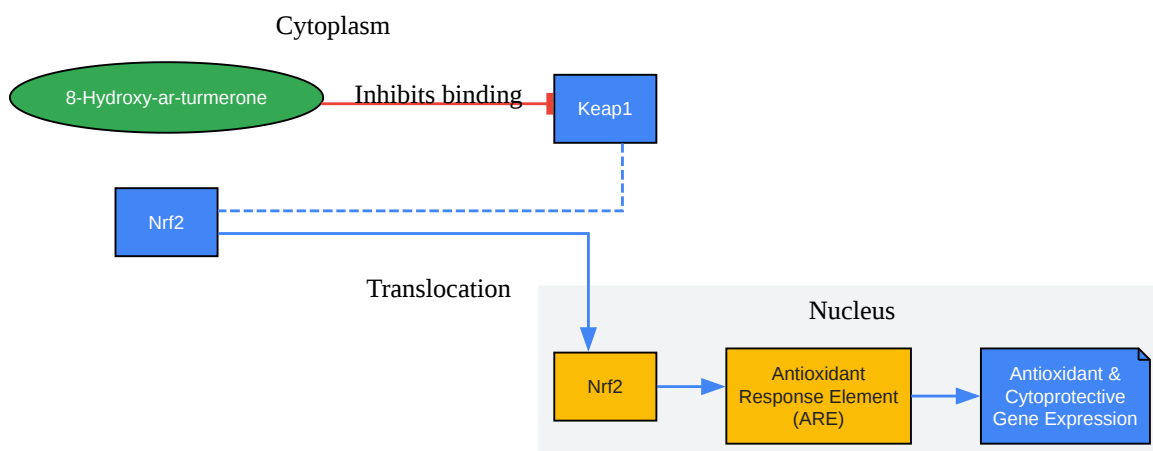 Cytoplasm
8-Hydroxy-ar-turmerone
Inhibits binding
Keap1
Nrf2
Translocation
Nucleus
Nrf2
Antioxidant
Response Element
(ARE)
Antioxidant &
Cytoprotective
Gene Expression